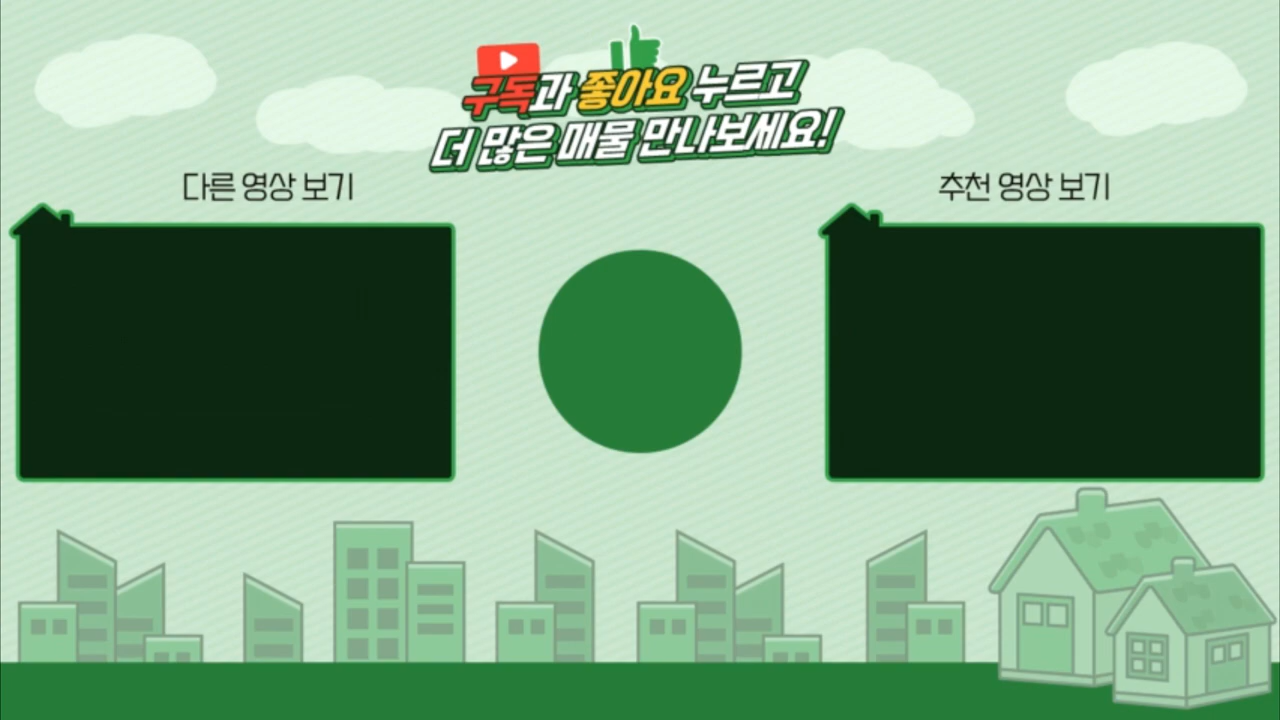 구독과 좋아요 누르고
더 많은 매물 만나보세요!
다른 영상 보기
추천 영상 보기